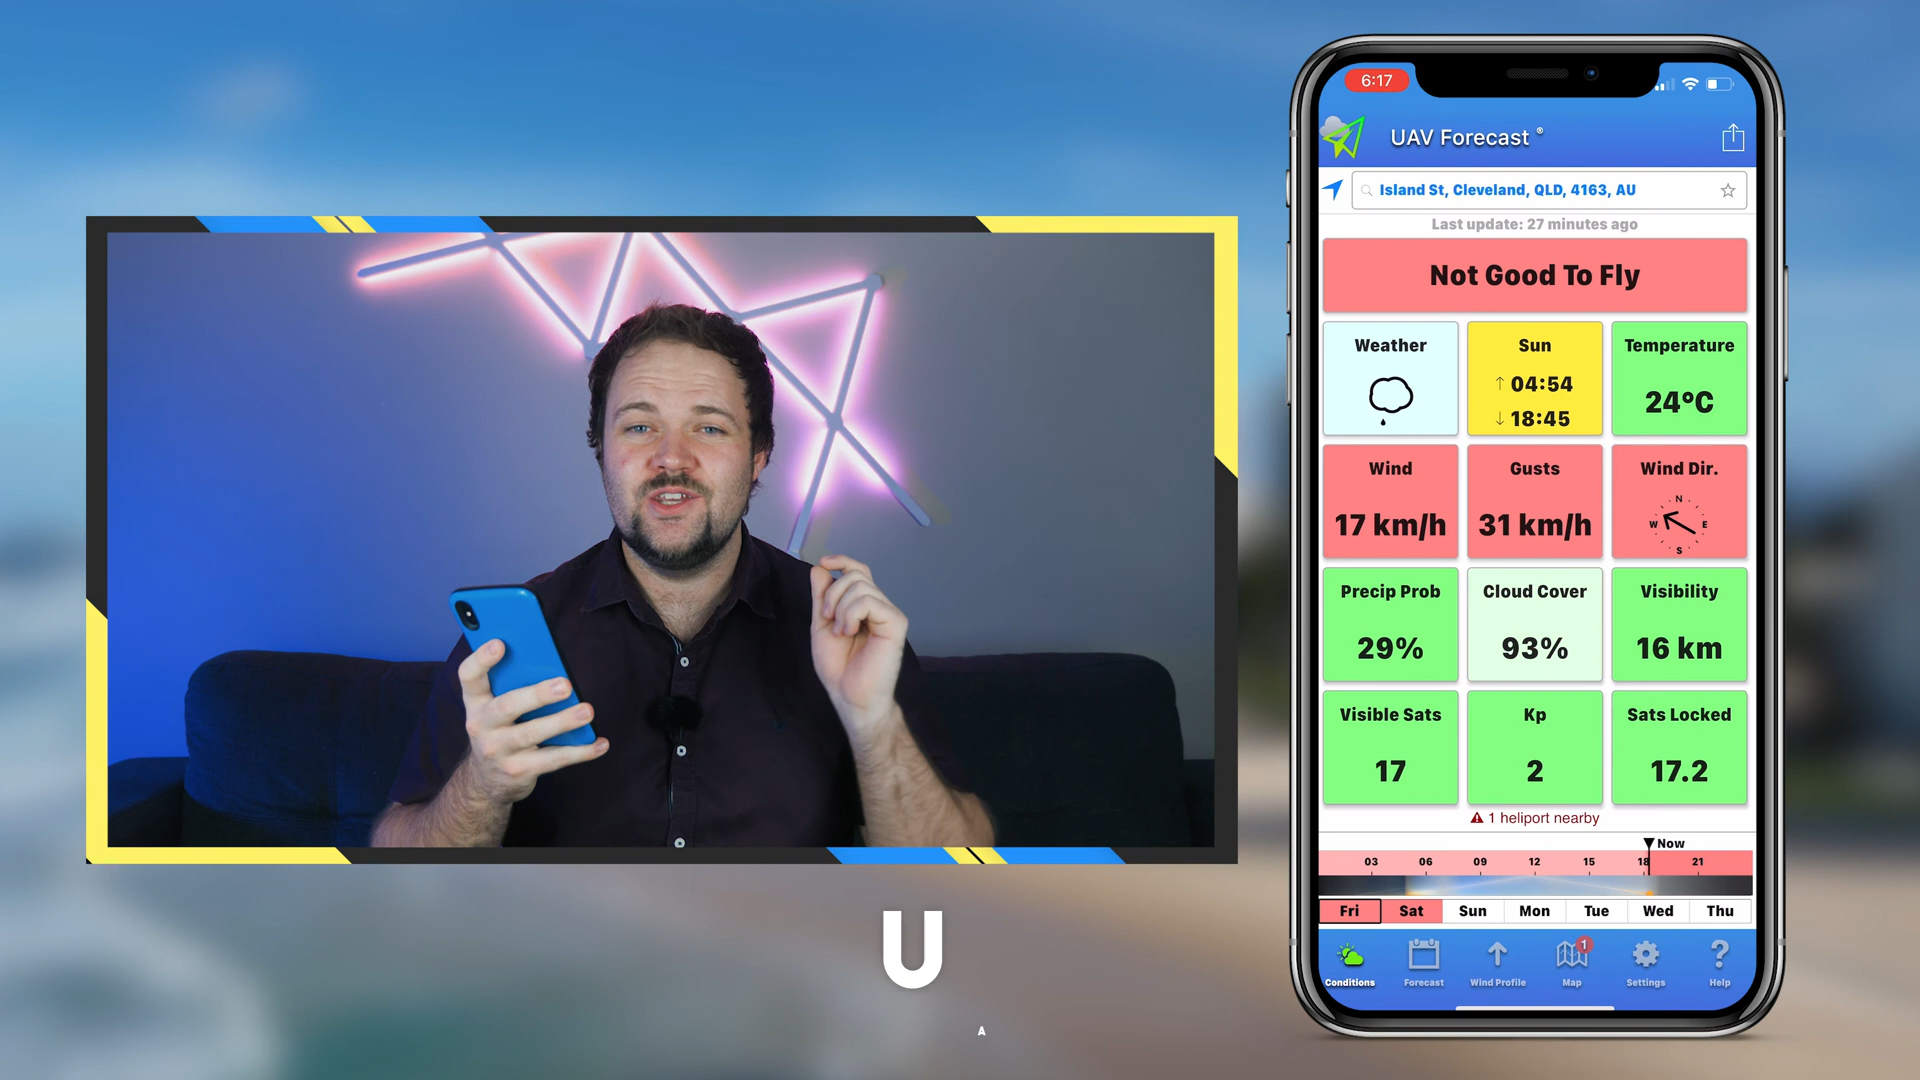 6:17
UAV Forecast ®
Island St, Cleveland, QLD, 4163, AU
Last update: 27 minutes ago
Not Good To Fly
Weather Sun Temperature
↑ 04:54
↓ 18:45
24°C
Wind Gusts Wind Dir.
N
W E
S
17 km/h 31 km/h
Precip Prob Cloud Cover Visibility
29% 93% 16 km
Visible Sats Kp Sats Locked
17 2 17.2
1 heliport nearby
Now
03 06 09 12 15 18 21
Fri Sat Sun Mon Tue Wed Thu
1
Conditions Forecast Wind Profile Map Settings Help
U
A